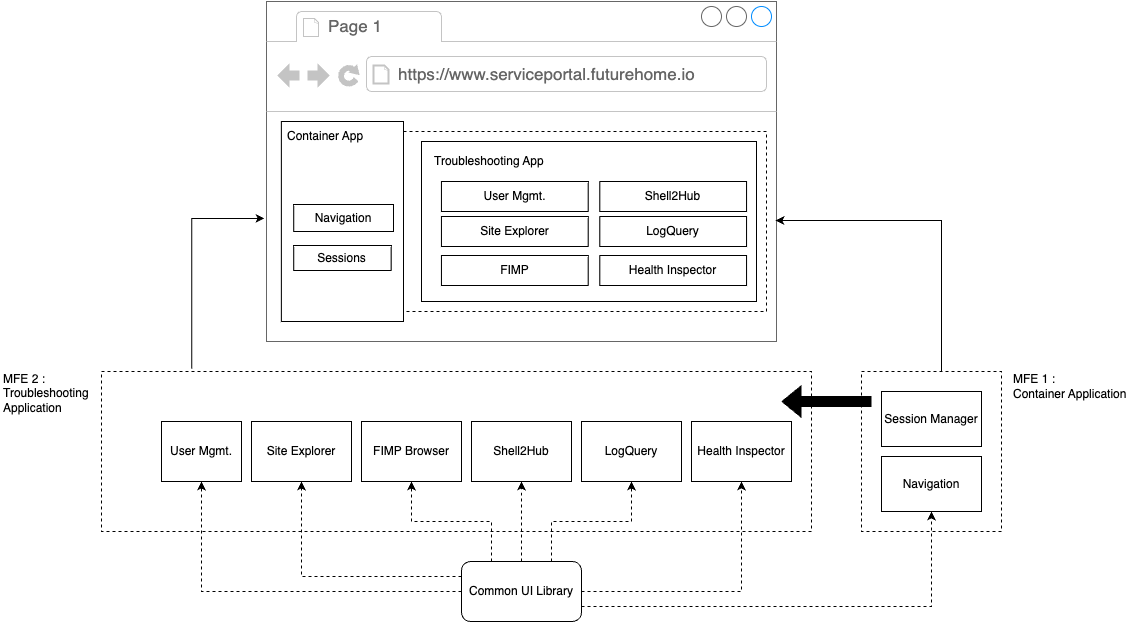 Page 1
https://www.serviceportal.futurehome.io
Container App
Navigation
Sessions
Troubleshooting App
User Mgmt.
Shell2Hub
Site Explorer
LogQuery
FIMP
Health Inspector
MFE 2 :
Troubleshooting
Application
MFE 1 :
Container Application
User Mgmt.
Site Explorer
FIMP Browser
Shell2Hub
LogQuery
Health Inspector
Session Manager
Navigation
Common UI Library